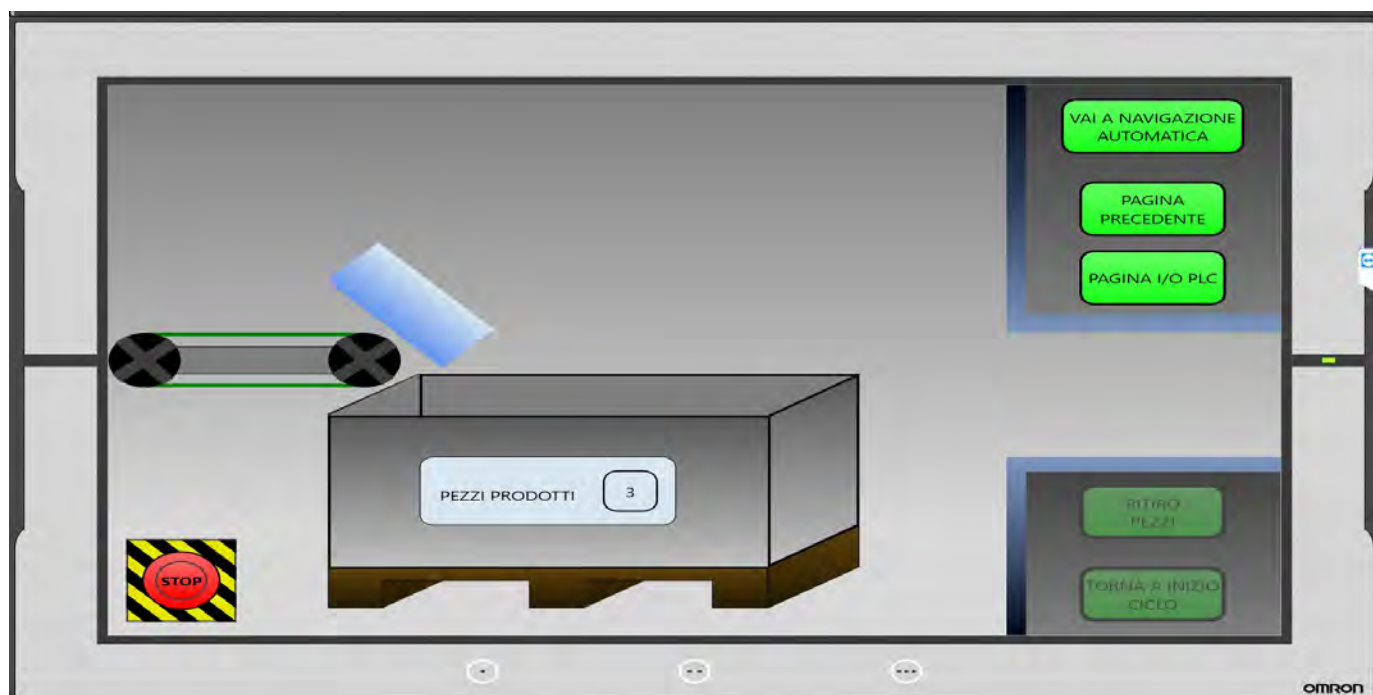 VAI A NAVIGAZIONE
AUTOMATICA
PAGINA
PRECEDENTE
PAGINA I/O PLC
PEZZI PRODOTTI 3
RITIRO
PEZZI
STOP
TORNA A INIZIO
CICLO
OMRON